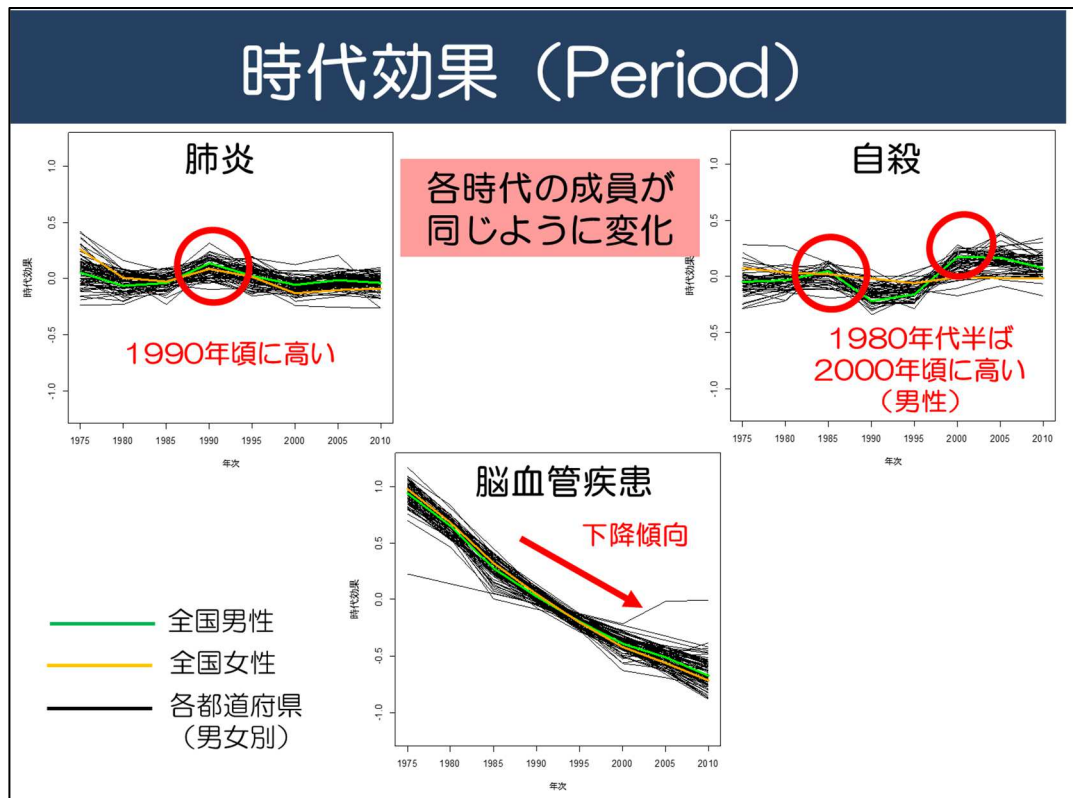 時代効果（Period）
肺炎
1.0
0.5
0.0
-0.5
-1.0
時代効果
1990年頃に高い
1975 1980 1985 1990 1995 2000 2005 2010
年次
各時代の成員が
同じように変化
自殺
1.0
0.5
0.0
-0.5
-1.0
時代効果
1980年代半ば
2000年頃に高い
（男性）
1975 1980 1985 1990 1995 2000 2005 2010
年次
脳血管疾患
1.0
0.5
0.0
-0.5
-1.0
時代効果
下降傾向
1975 1980 1985 1990 1995 2000 2005 2010
年次
全国男性
全国女性
各都道府県
（男女別）